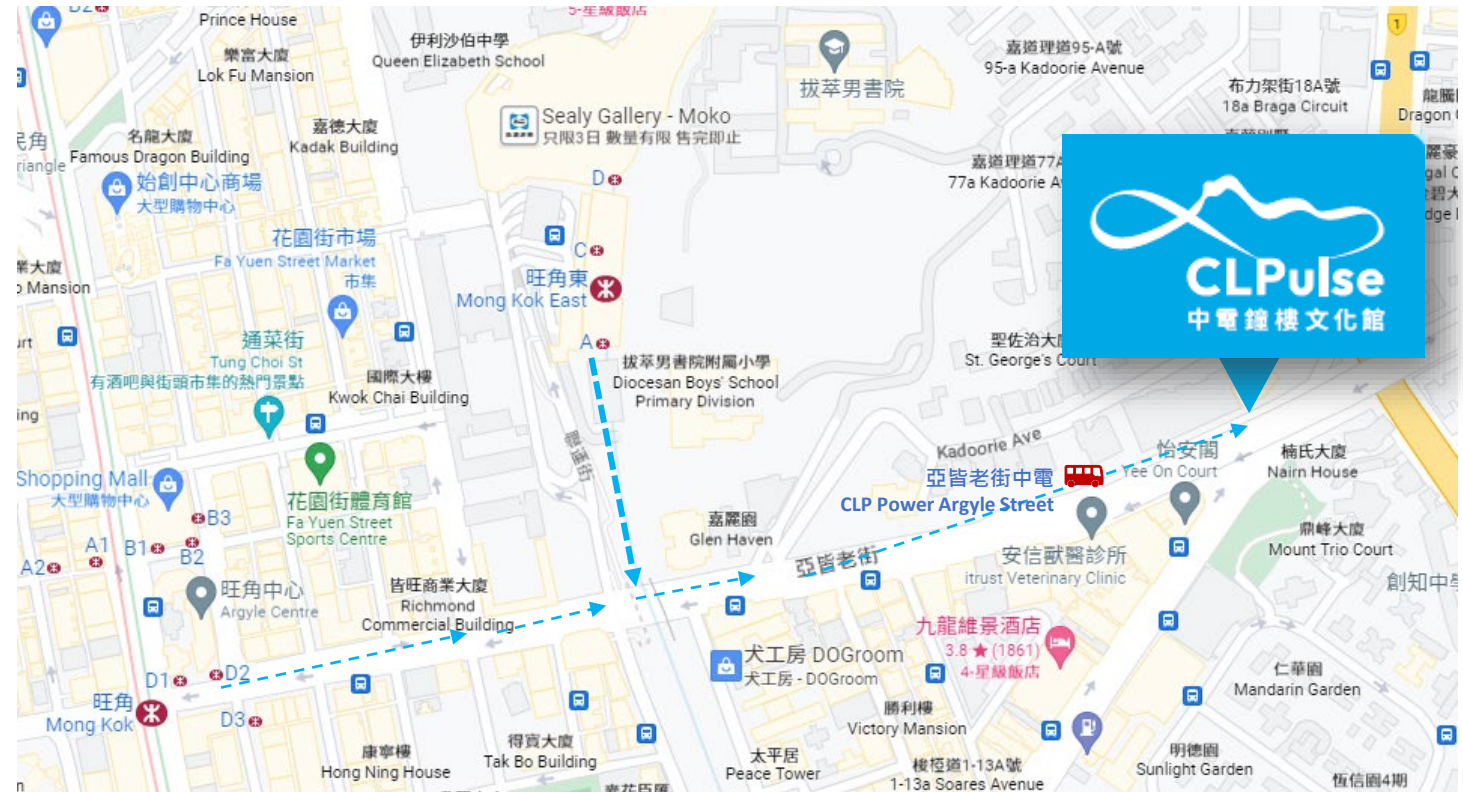 Prince House
樂富大廈
Lok Fu Mansion
伊利沙伯中學
Queen Elizabeth School
5-星級飯店
拔萃男書院
嘉道理道95-A號
95-a Kadoorie Avenue
1
布力架街18A號
18a Braga Circuit
龍騰
Dragon
Sealy Gallery - Moko
只限3日 數量有限 售完即止
民角
riangle
名龍大廈
Famous Dragon Building
嘉德大廈
Kadak Building
始創中心商場
大型購物中心
嘉道理道77A
77a Kadoorie A
CLPulse
中電鐘樓文化館
D
C
旺角東
Mong Kok East
A
花園街市場
Fa Yuen Street Market
市集
業大廈
Mansion
通菜街
Tung Choi St
有酒吧與街頭市集的熱門景點
國際大樓
Kwok Chai Building
拔萃男書院附屬小學
Diocesan Boys' School
Primary Division
聖佐治大
St. George's Court
Kadoorie Ave
怡安閣
Yee On Court
楠氏大廈
Nairn House
亞皆老街中電
CLP Power Argyle Street
Shopping Mall
大型購物中心
花園街體育館
Fa Yuen Street
Sports Centre
B3
A1
B1
B2
A2
嘉麗園
Glen Haven
亞皆老街
安信獸醫診所
itrust Veterinary Clinic
鼎峰大廈
Mount Trio Court
創知中學
旺角中心
Argyle Centre
皆旺商業大廈
Richmond
Commercial Building
九龍維景酒店
3.8 ★ (1861)
4-星級飯店
犬工房 DOGroom
犬工房 - DOGroom
仁華園
Mandarin Garden
D1
D2
旺角
Mong Kok
D3
勝利樓
Victory Mansion
康寧樓
Hong Ning House
得寶大廈
Tak Bo Building
太平居
Peace Tower
梭椏道1-13A號
1-13a Soares Avenue
明德園
Sunlight Garden
恆信園4期